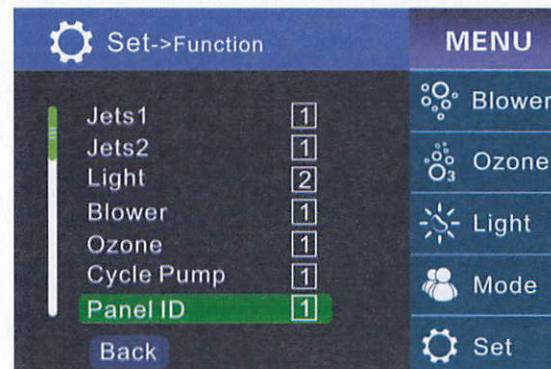 Set->Function
Jets1 1
Jets2 1
Light 2
Blower 1
Ozone 1
Cycle Pump 1
Panel ID 1
Back
MENU
Blower
O3 Ozone
Light
Mode
Set